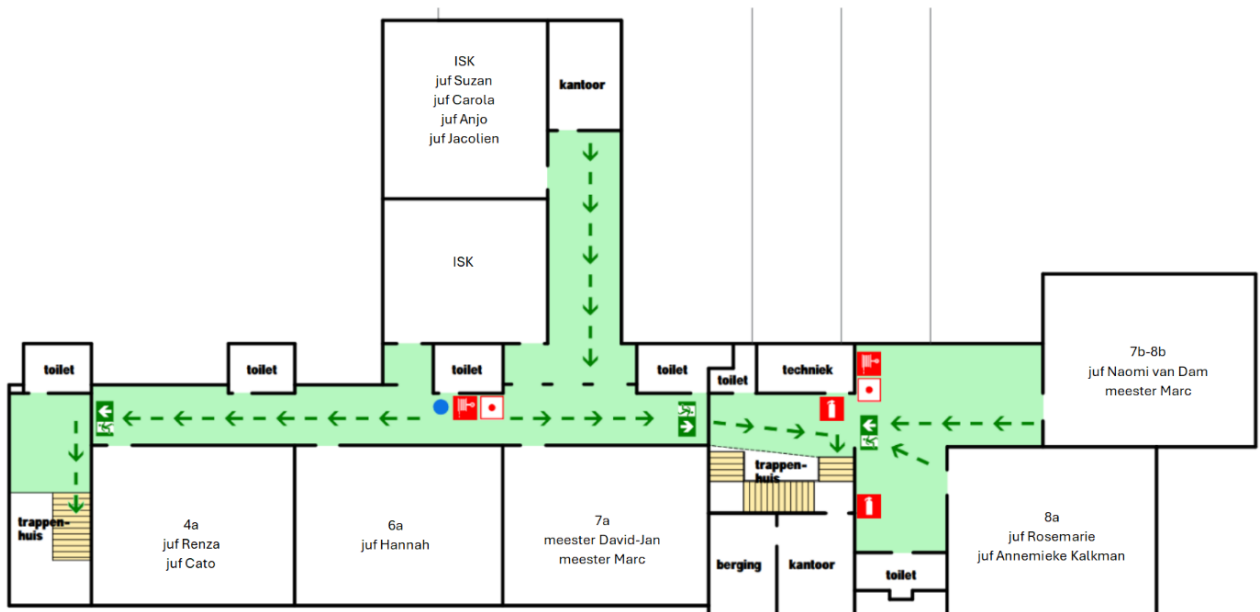 ISK
juf Suzan
juf Carola
juf Anjo
juf Jacolien
kantoor
ISK
7b-8b
juf Naomi van Dam
meester Marc
toilet
toilet
toilet
toilet
toilet
techniek
trappen-
huis
trappen-
huis
4a
juf Renza
juf Cato
6a
juf Hannah
7a
meester David-Jan
meester Marc
8a
juf Rosemarie
juf Annemieke Kalkman
berging
kantoor
toilet